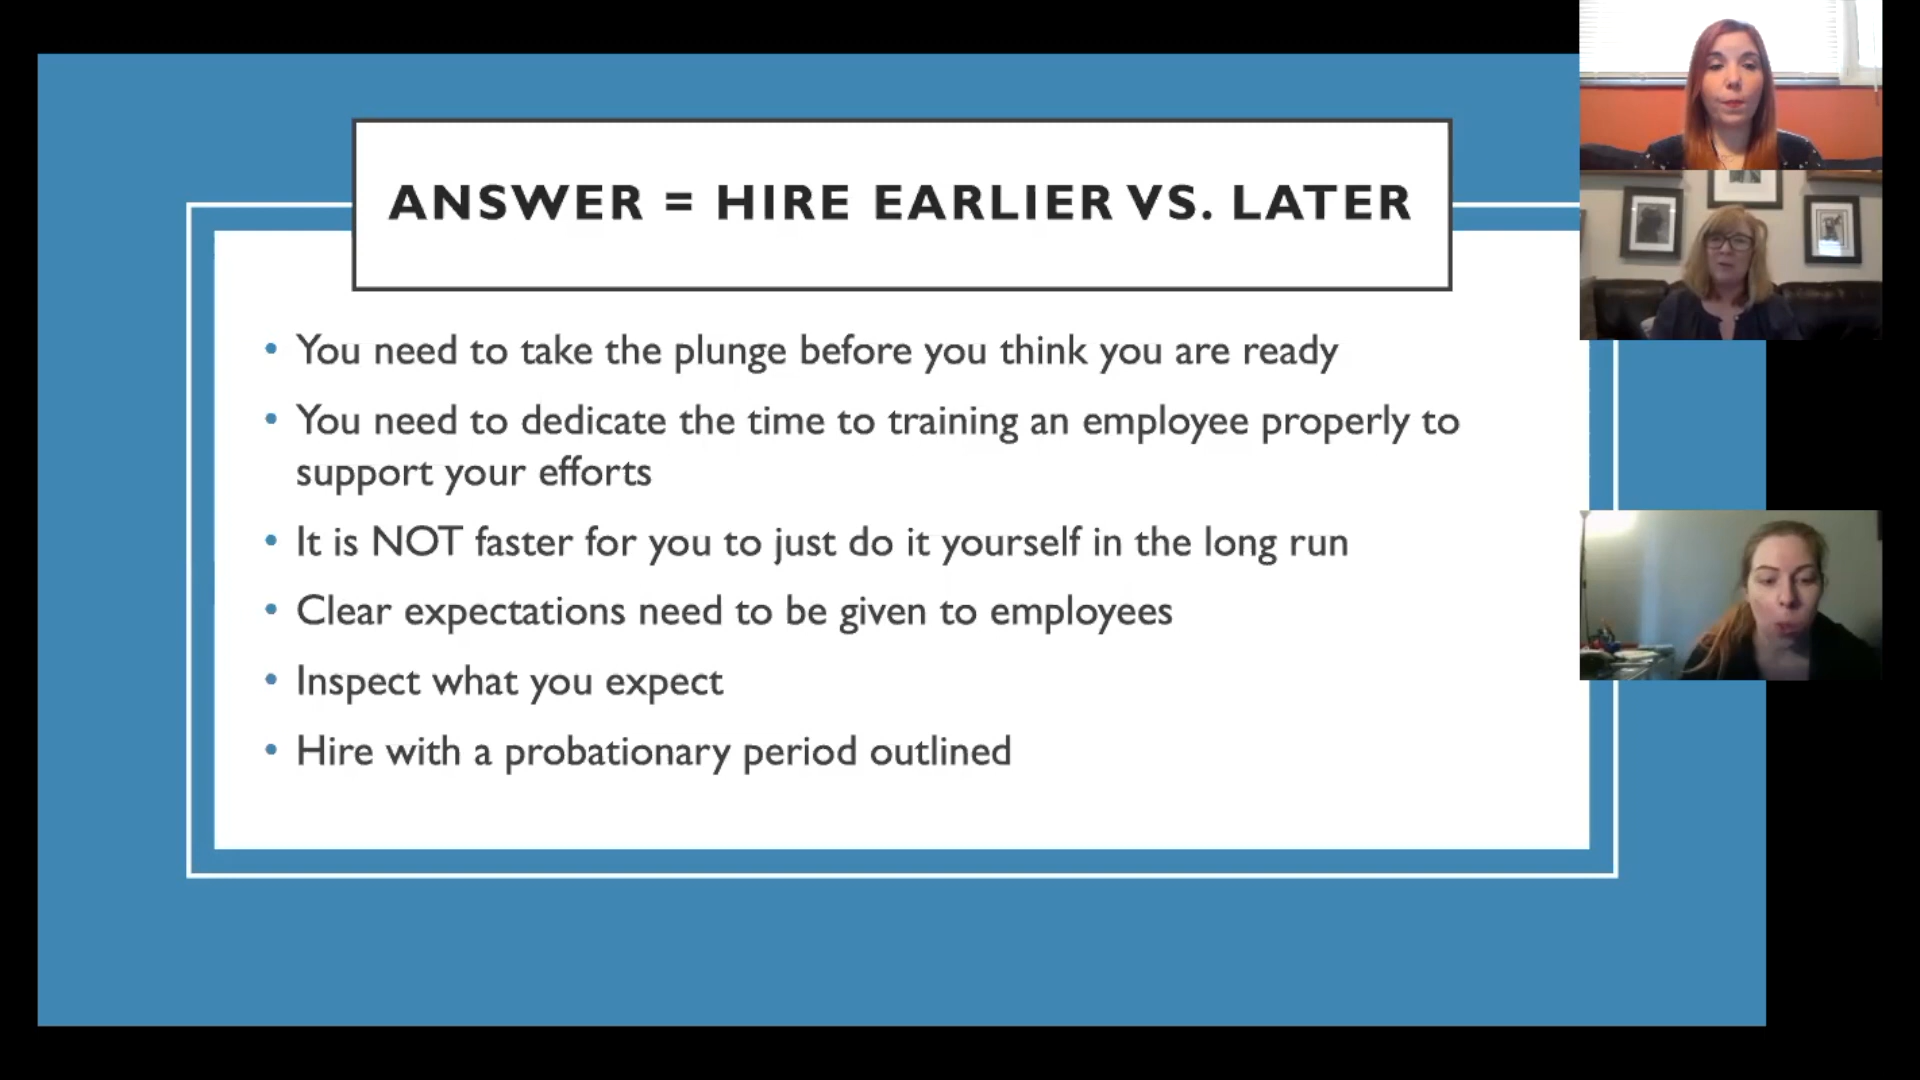 ANSWER = HIRE EARLIER VS. LATER
• You need to take the plunge before you think you are ready
• You need to dedicate the time to training an employee properly to
support your efforts
• It is NOT faster for you to just do it yourself in the long run
• Clear expectations need to be given to employees
• Inspect what you expect
• Hire with a probationary period outlined